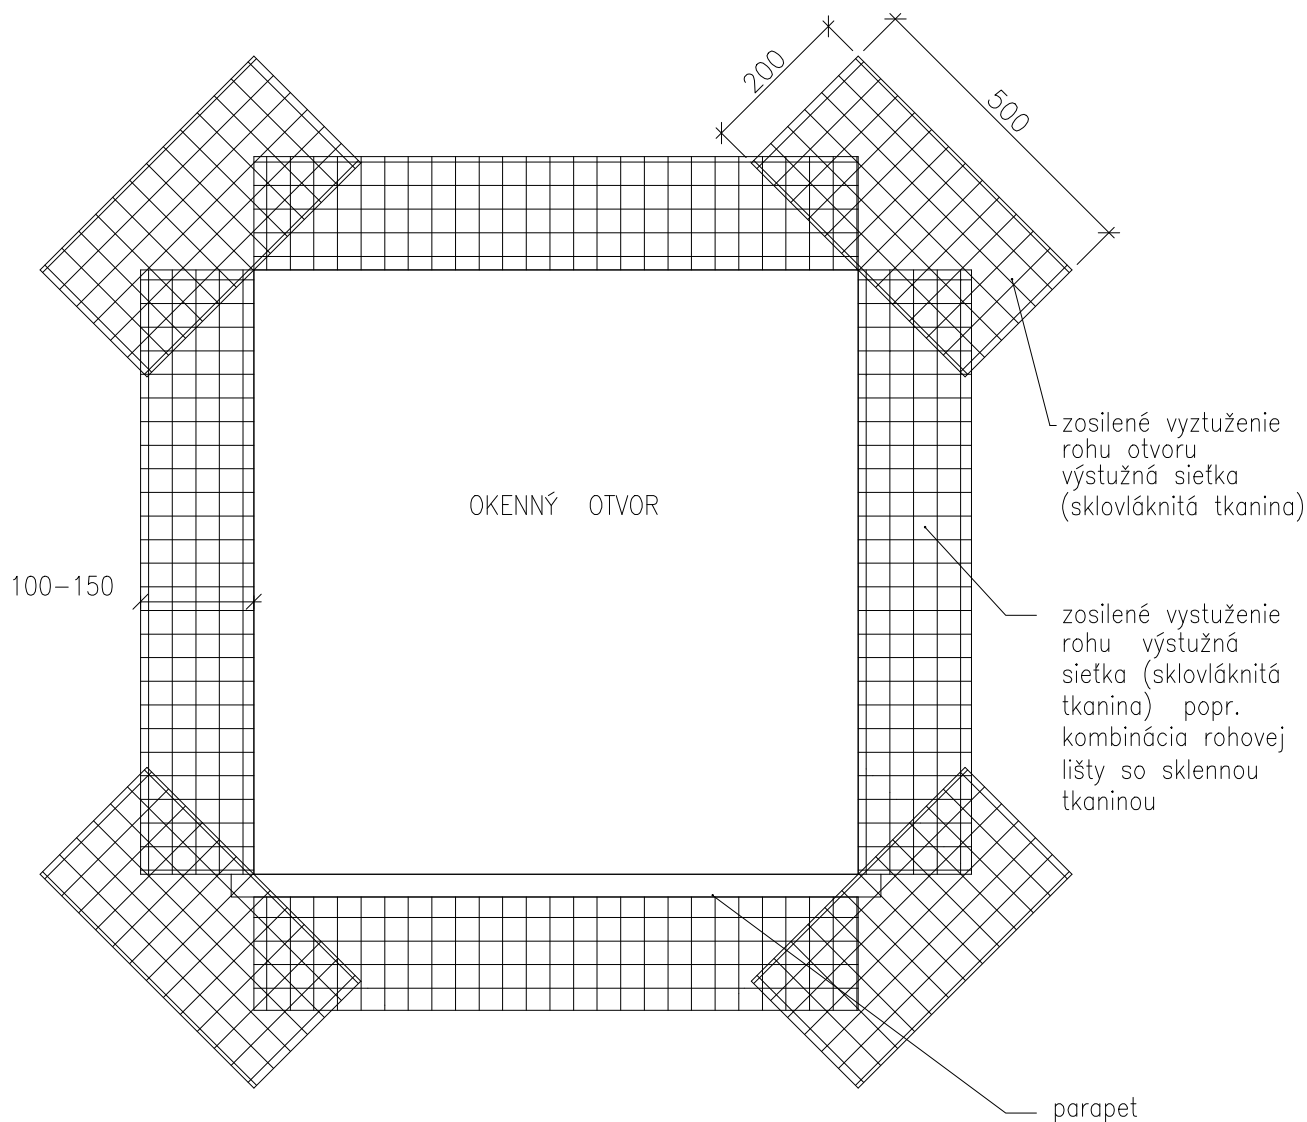 200
500
zosilené vyztuženie
rohu otvoru
výstužná sieťka
(sklovláknitá tkanina)
OKENNÝ OTVOR
100-150
zosilené vystuženie
rohu výstužná
sieťka (sklovláknitá
tkanina) popr.
kombinácia rohovej
lišty so sklennou
tkaninou
parapet